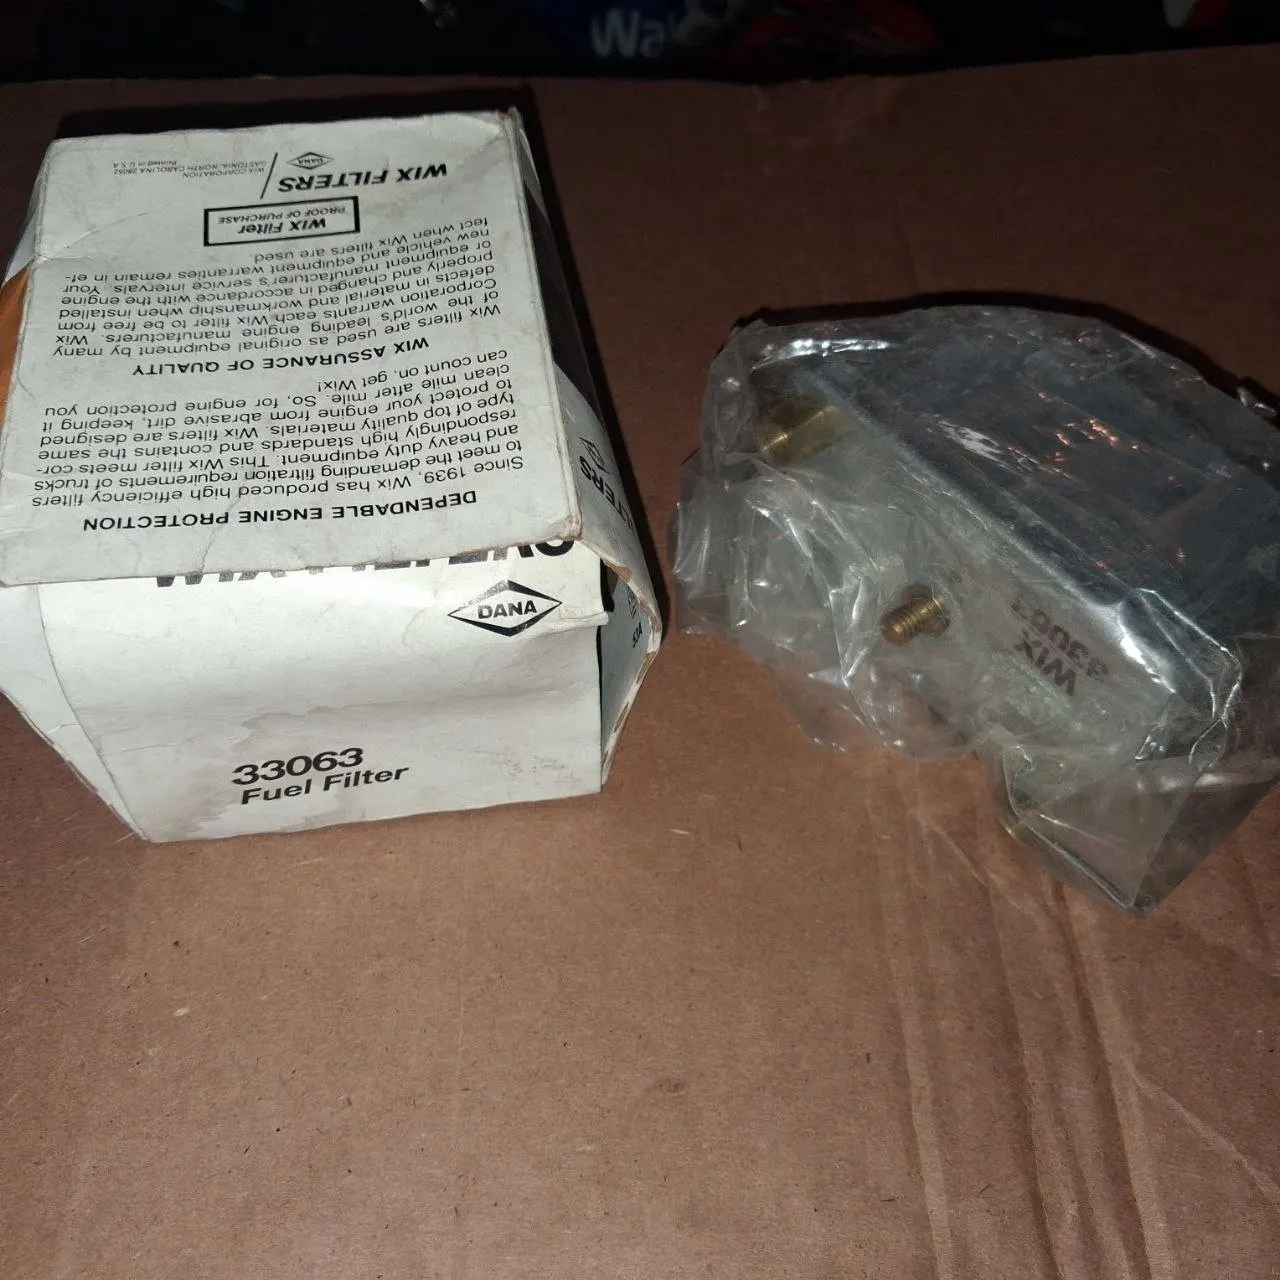 DEPENDABLE ENGINE PROTECTION
Since 1939, Wix has produced high efficiency filters
to meet the demanding filtration requirements of trucks
and heavy duty equipment. This Wix filter meets cor-
respondingly high standards and contains the same
type of top quality materials. Wix filters are designed
to protect your engine from abrasive dirt, keeping it
clean mile after mile. So, for engine protection you
can count on, get Wix!
WIX ASSURANCE OF QUALITY
Wix filters are used as original equipment by many
of the world's leading engine manufacturers. Wix
Corporation warrants each Wix filter to be free from
defects in material and workmanship when installed
properly and changed in accordance with the engine
or equipment manufacturer's service intervals. Your
new vehicle and equipment warranties remain in ef-
fect when Wix filters are used.
WIX Filter
PROOF OF PURCHASE
WIX FILTERS
DANA
WIX CORPORATION
GASTONIA, NORTH CAROLINA 28052
Printed in U.S.A.
DANA
33063
Fuel Filter
WIX
33063